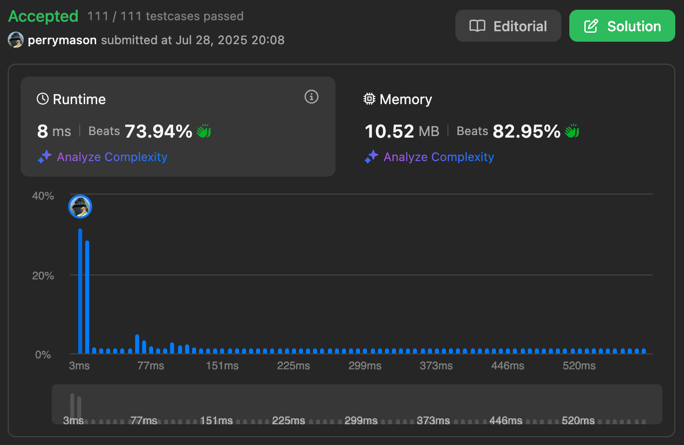 Accepted 111 / 111 testcases passed
Editorial
Solution
perrymason submitted at Jul 28, 2025 20:08
Runtime
8 ms | Beats 73.94%
Analyze Complexity
Memory
10.52 MB | Beats 82.95%
Analyze Complexity
40%
20%
0%
3ms 77ms 151ms 225ms 299ms 373ms 446ms 520ms
3ms 77ms 151ms 225ms 299ms 373ms 446ms 520ms